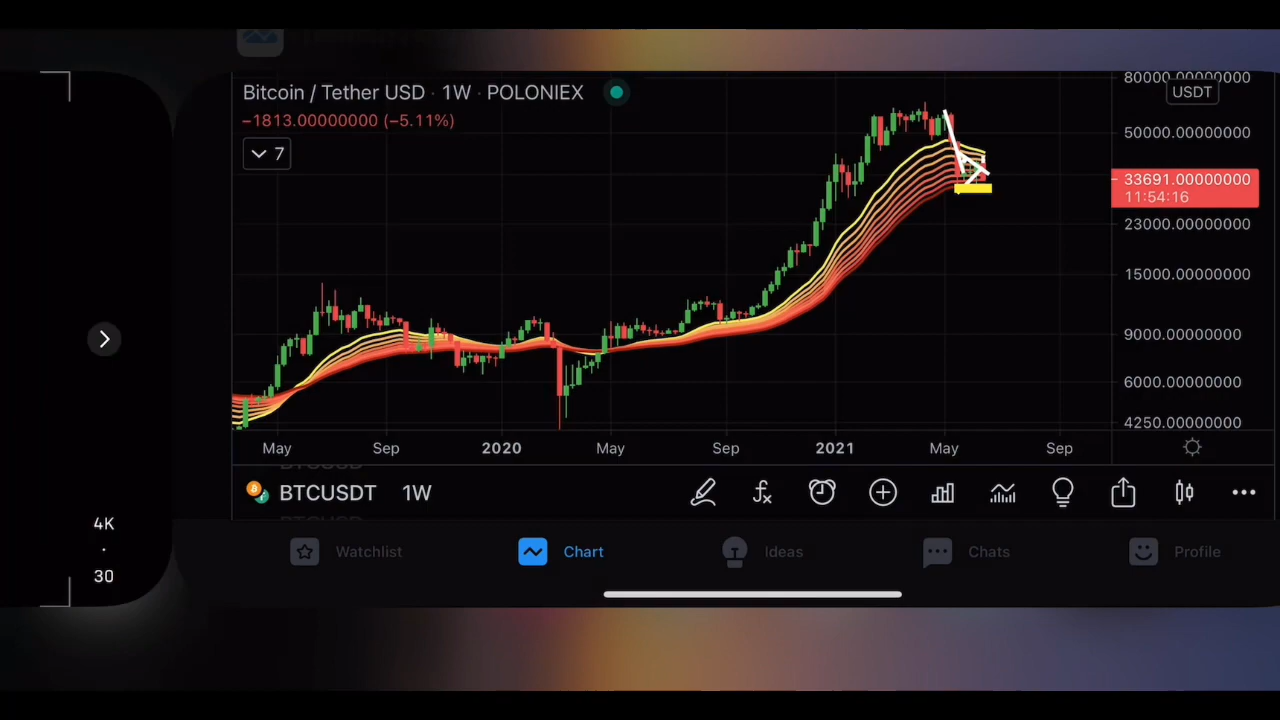 Bitcoin / Tether USD · 1W · POLONIEX
−1813.00000000 (−5.11%)
7
80000.00000000
USDT
50000.00000000
33691.00000000
11:54:16
23000.00000000
15000.00000000
9000.00000000
6000.00000000
4250.00000000
May Sep 2020 May Sep 2021 May Sep
BTCUSDT 1W
4K
·
30
Watchlist Chart Ideas Chats Profile